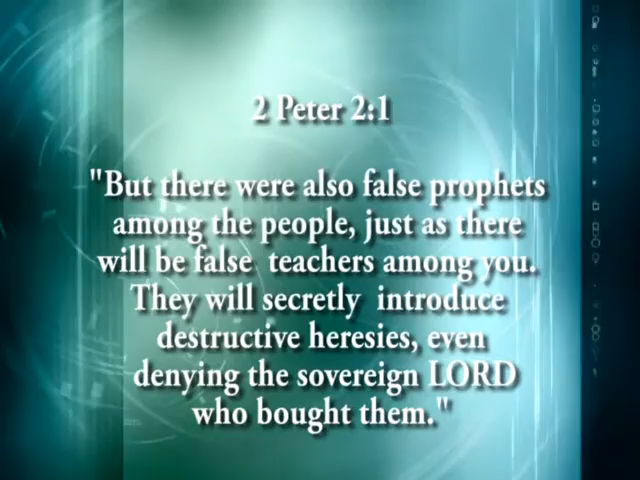 2 Peter 2:1
"But there were also false prophets
among the people, just as there
will be false teachers among you.
They will secretly introduce
destructive heresies, even
denying the sovereign LORD
who bought them."